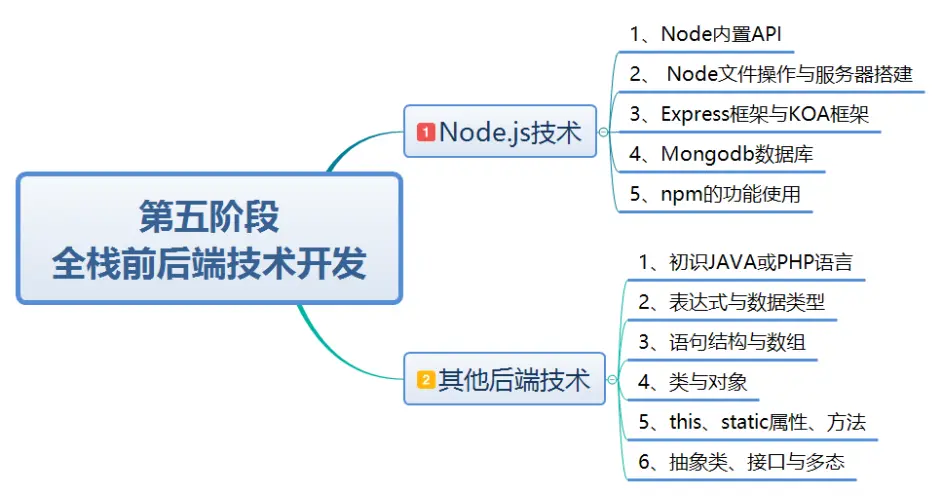 第五阶段
全栈前后端技术开发
1 Node.js技术
1、Node内置API
2、 Node文件操作与服务器搭建
3、Express框架与KOA框架
4、Mongodb数据库
5、npm的功能使用
2 其他后端技术
1、初识JAVA或PHP语言
2、表达式与数据类型
3、语句结构与数组
4、类与对象
5、this、static属性、方法
6、抽象类、接口与多态